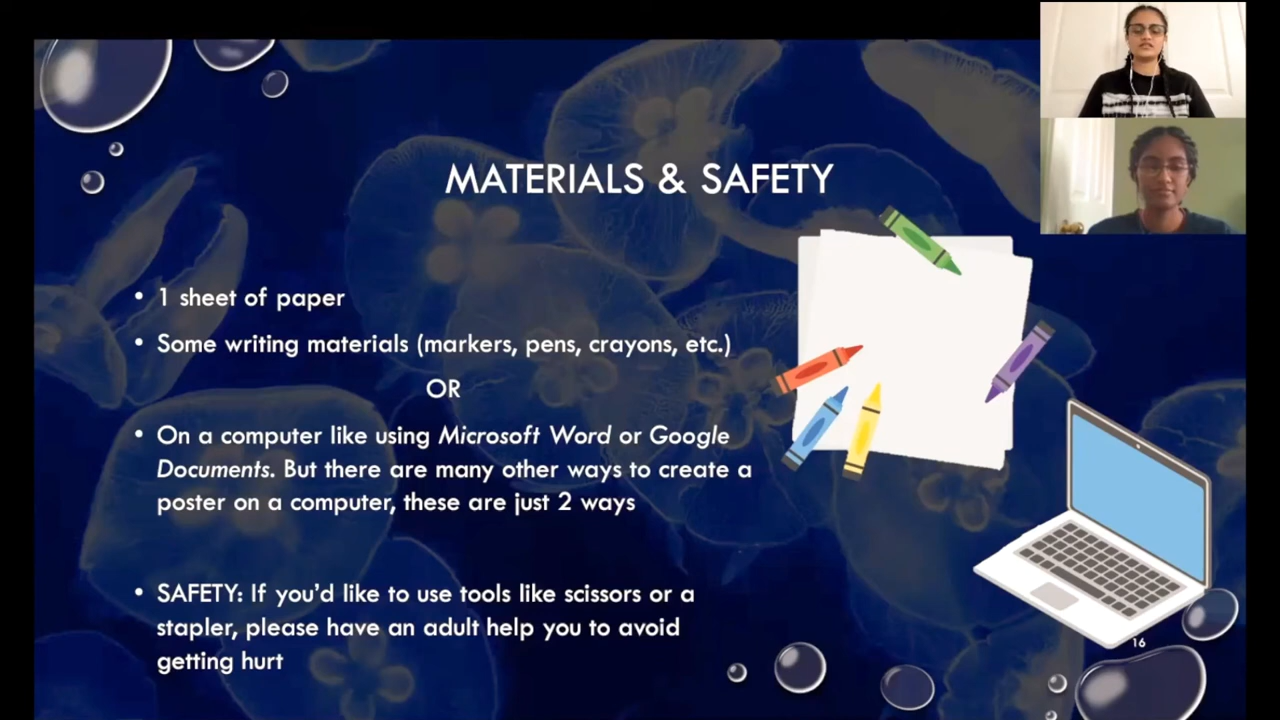 MATERIALS & SAFETY
• 1 sheet of paper
• Some writing materials (markers, pens, crayons, etc.)
OR
• On a computer like using Microsoft Word or Google
Documents. But there are many other ways to create a
poster on a computer, these are just 2 ways
• SAFETY: If you’d like to use tools like scissors or a
stapler, please have an adult help you to avoid
getting hurt
16